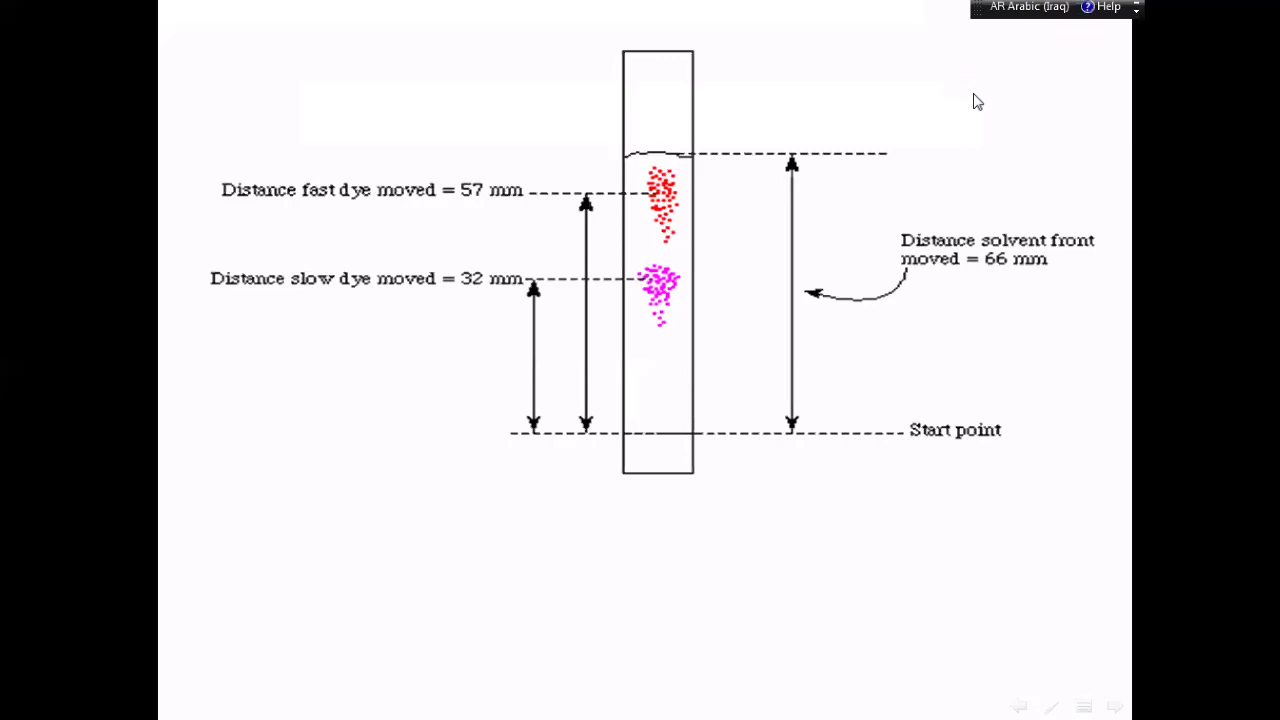 AR Arabic (Iraq) Help
Distance fast dye moved = 57 mm
Distance solvent front
moved = 66 mm
Distance slow dye moved = 32 mm
Start point